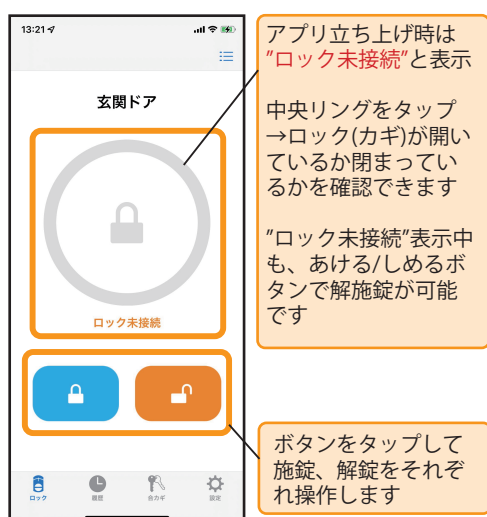 13:21
玄関ドア
ロック未接続
ロック
履歴
合カギ
設定
アプリ立ち上げ時は
”ロック未接続”と表示
中央リングをタップ
→ロック(カギ)が開い
ているか閉まってい
るかを確認できます
”ロック未接続”表示中
も、あける/しめるボ
タンで解施錠が可能
です
ボタンをタップして
施錠、解錠をそれぞ
れ操作します